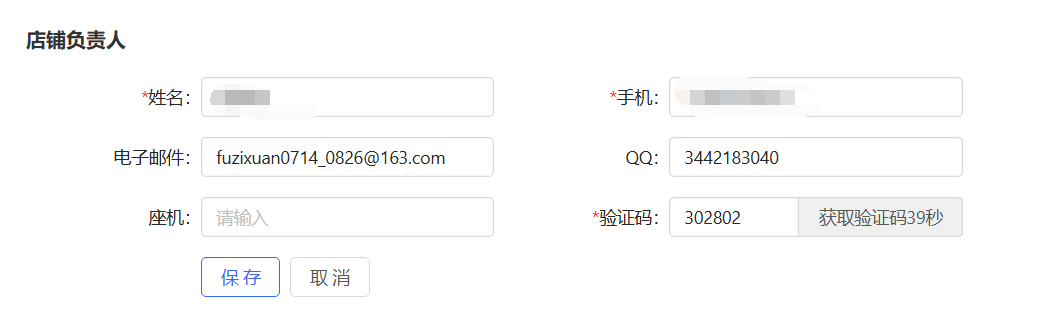 店铺负责人
*姓名： *手机：
电子邮件： fuzixuan0714_0826@163.com QQ： 3442183040
座机： 请输入 *验证码： 302802 获取验证码39秒
保存 取消